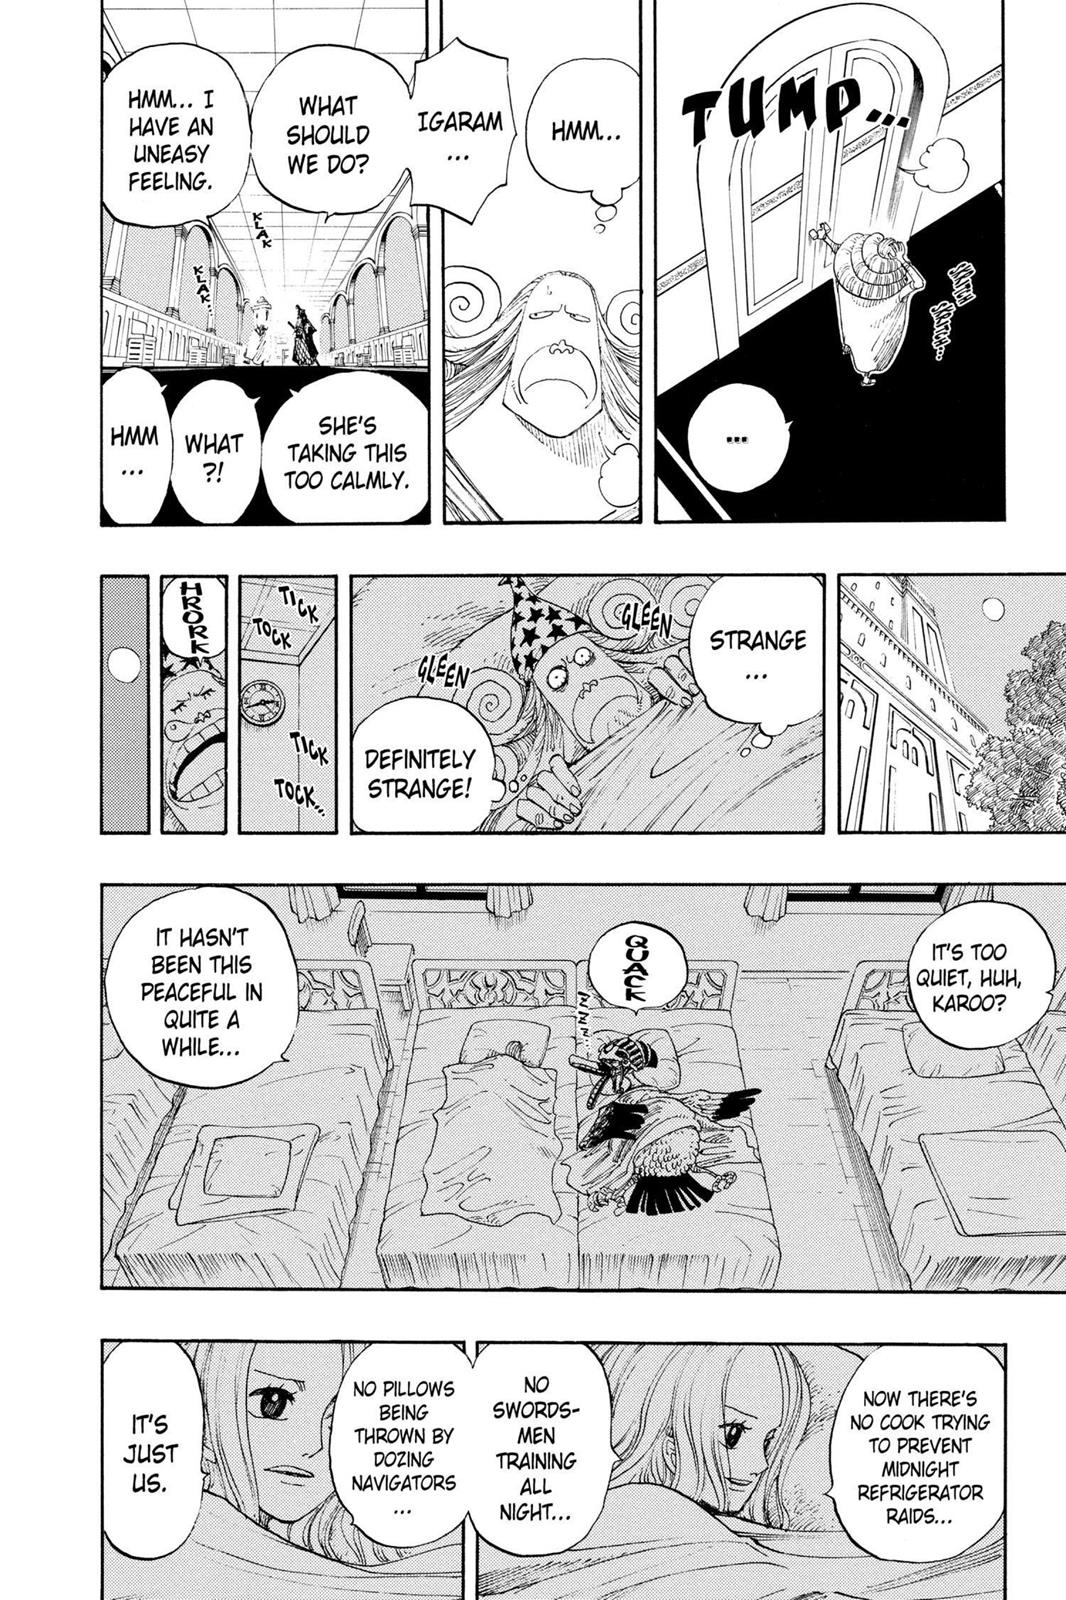 TUMP...
SKRTCH
SKRTCH...
...
HMM...
IGARAM
...
WHAT
SHOULD
WE DO?
HMM... I
HAVE AN
UNEASY
FEELING.
KLAK
KLAK...
SHE'S
TAKING THIS
TOO CALMLY.
WHAT
?!
HMM
...
STRANGE
...
GLEEN
GLEEN
DEFINITELY
STRANGE!
TICK
TOCK
TICK
TOCK...
HRORK
IT'S TOO
QUIET, HUH,
KAROO?
QUACK
ZZZZ...
IT HASN'T
BEEN THIS
PEACEFUL IN
QUITE A
WHILE...
NOW THERE'S
NO COOK TRYING
TO PREVENT
MIDNIGHT
REFRIGERATOR
RAIDS...
NO
SWORDS-
MEN
TRAINING
ALL
NIGHT...
NO PILLOWS
BEING
THROWN BY
DOZING
NAVIGATORS
...
IT'S
JUST
US.